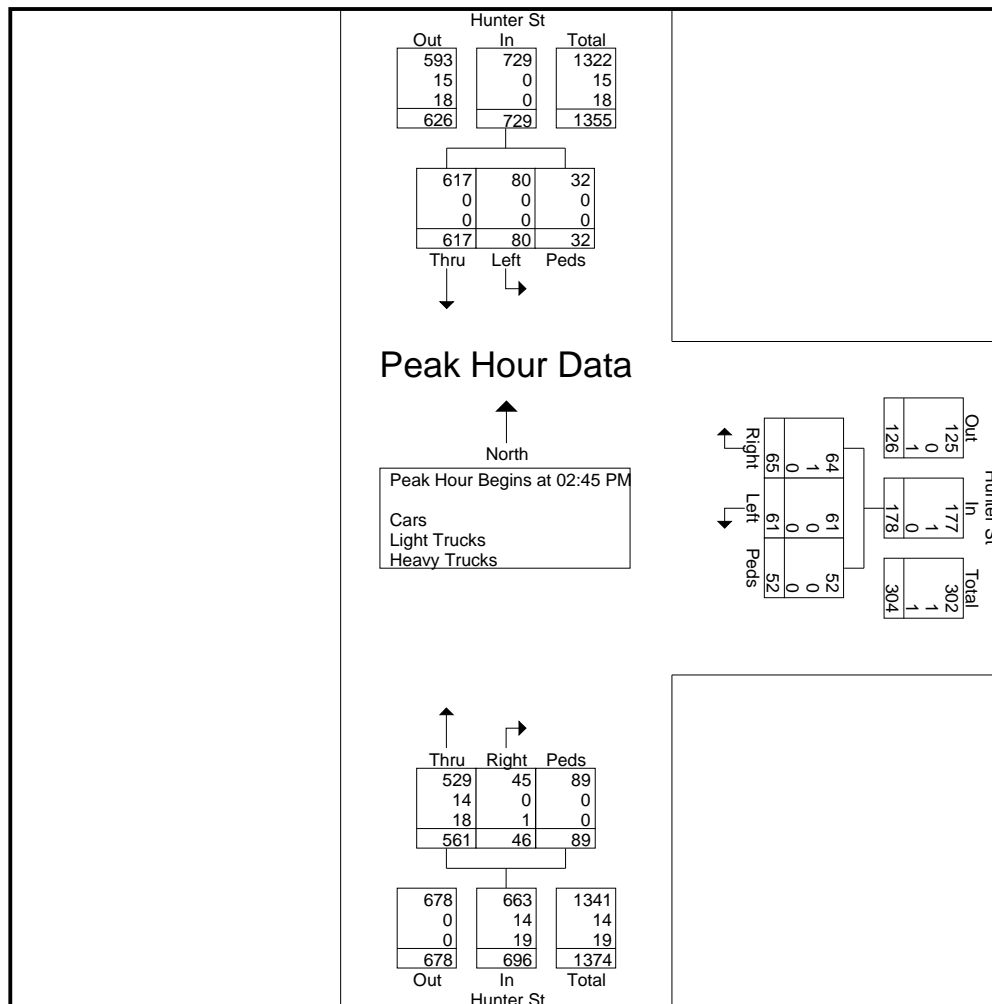 Hunter St
Out In Total
593 729 1322
15 0 15
18 0 18
626 729 1355
617 80 32
0 0 0
0 0 0
617 80 32
Thru Left Peds
Peak Hour Data
North
Peak Hour Begins at 02:45 PM
Cars
Light Trucks
Heavy Trucks
Hunter St
Out In Total
125 177 302
0 1 1
1 0 1
126 178 304
64 61 52
1 0 0
0 0 0
65 61 52
Right Left Peds
Thru Right Peds
529 45 89
14 0 0
18 1 0
561 46 89
678 663 1341
0 14 14
0 19 19
678 696 1374
Out In Total
Hunter St